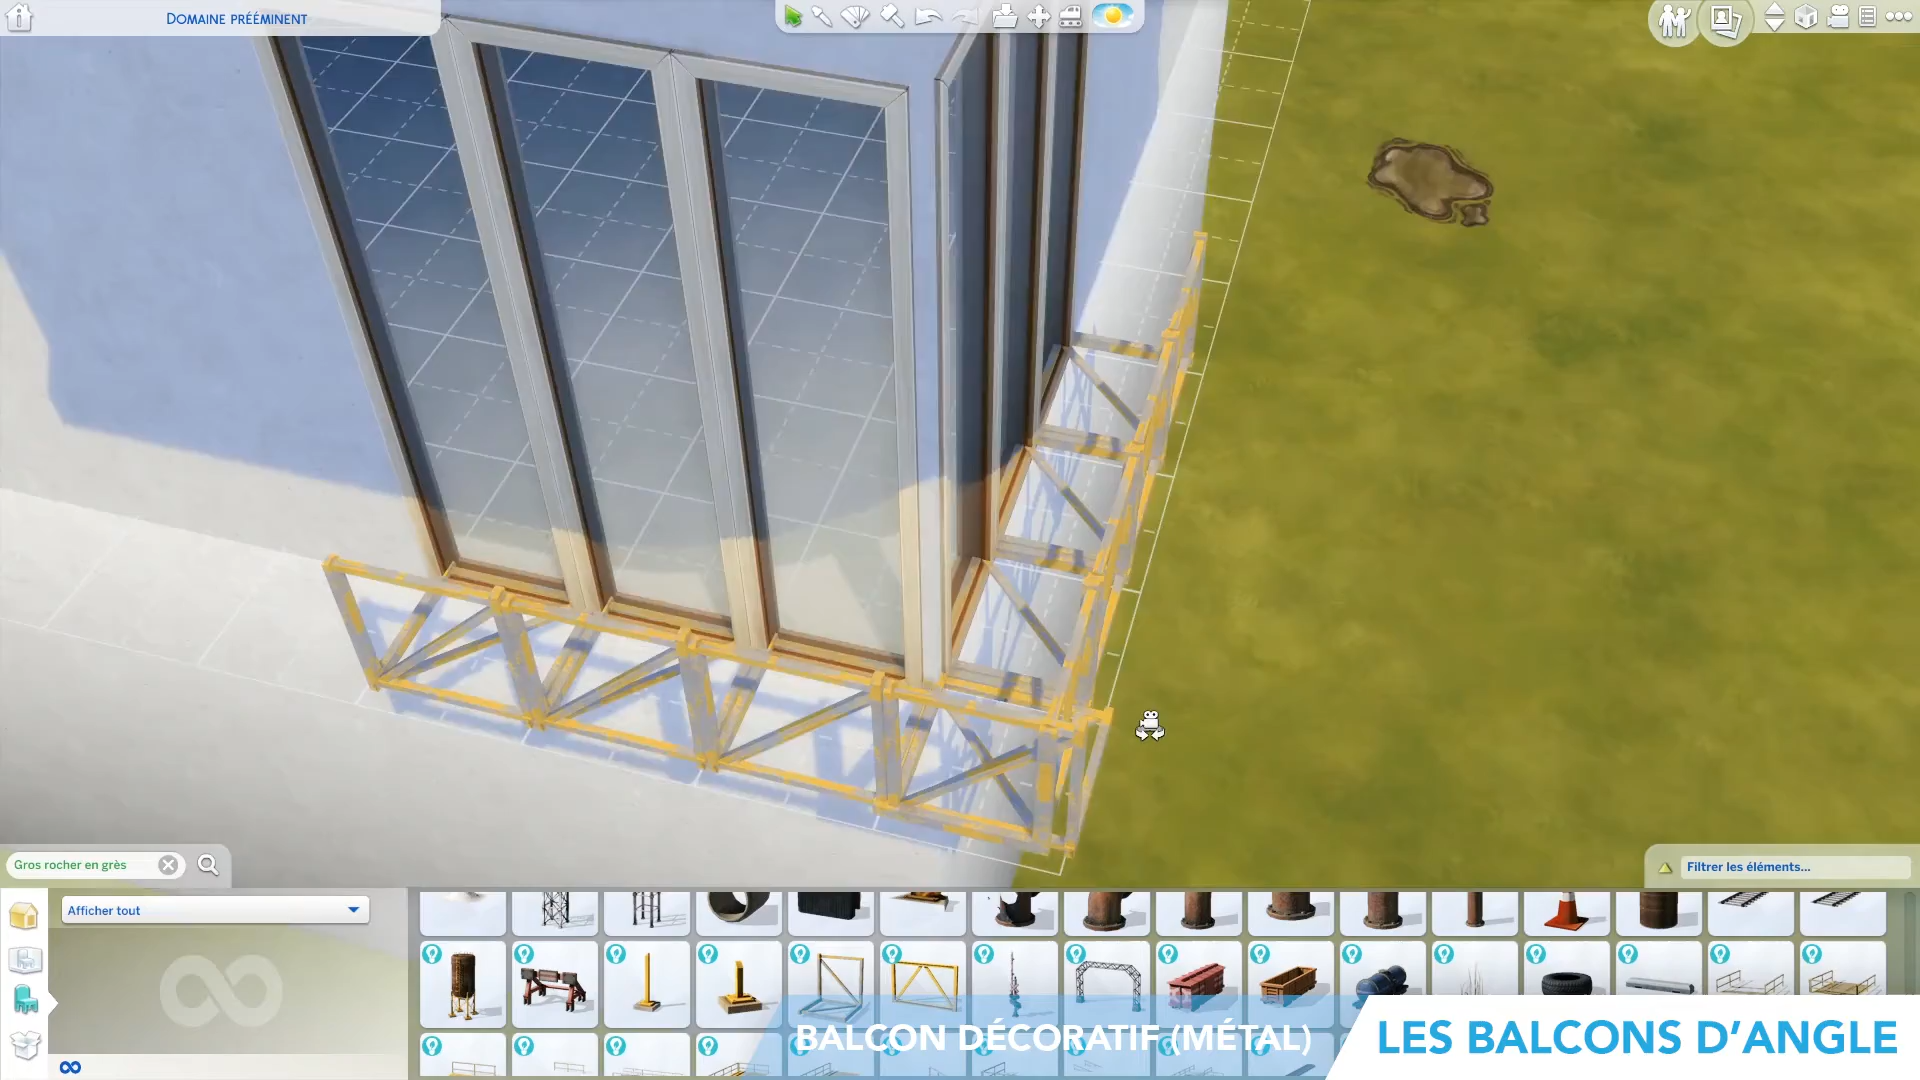 Domaine prééminent
Gros rocher en grès
Filtrer les éléments...
Afficher tout
BALCON DÉCORATIF (MÉTAL)
LES BALCONS D’ANGLE